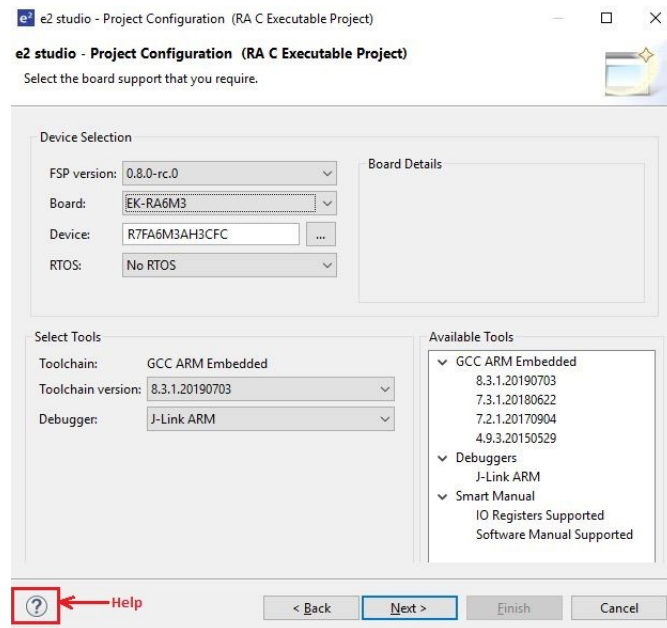 e2 studio - Project Configuration (RA C Executable Project)
e2 studio - Project Configuration (RA C Executable Project)
Select the board support that you require.
Device Selection
FSP version: 0.8.0-rc.0
Board: EK-RA6M3
Device: R7FA6M3AH3CFC ...
RTOS: No RTOS
Board Details
Select Tools
Toolchain: GCC ARM Embedded
Toolchain version: 8.3.1.20190703
Debugger: J-Link ARM
Available Tools
GCC ARM Embedded
8.3.1.20190703
7.3.1.20180622
7.2.1.20170904
4.9.3.20150529
Debuggers
J-Link ARM
Smart Manual
IO Registers Supported
Software Manual Supported
? Help
< Back Next > Finish Cancel